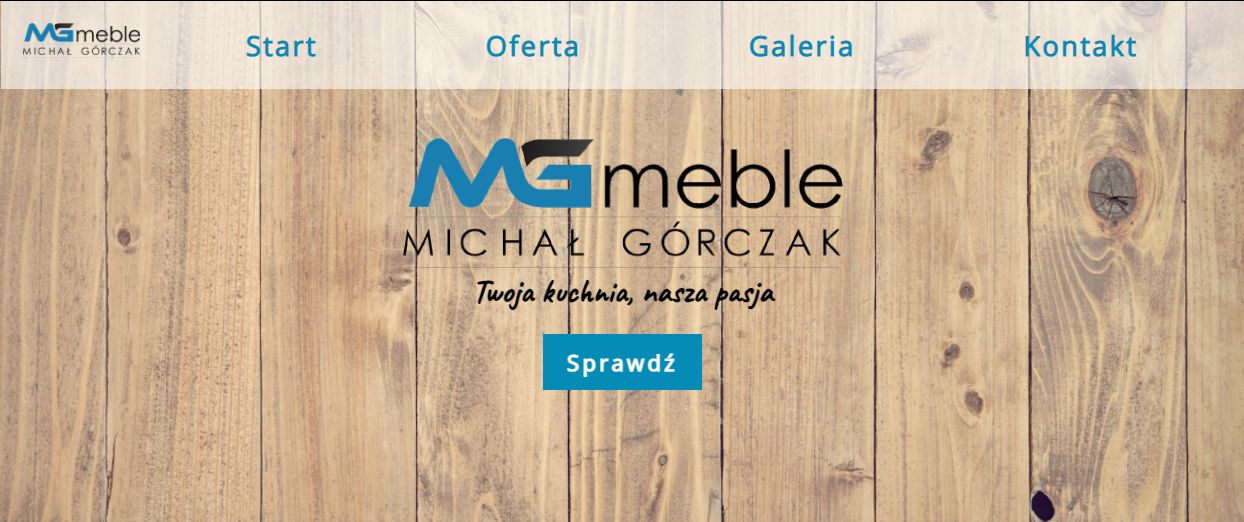 MGmeble
MICHAŁ GÓRCZAK
Start
Oferta
Galeria
Kontakt
MGmeble
MICHAŁ GÓRCZAK
Twoja kuchnia, nasza pasja
Sprawdź